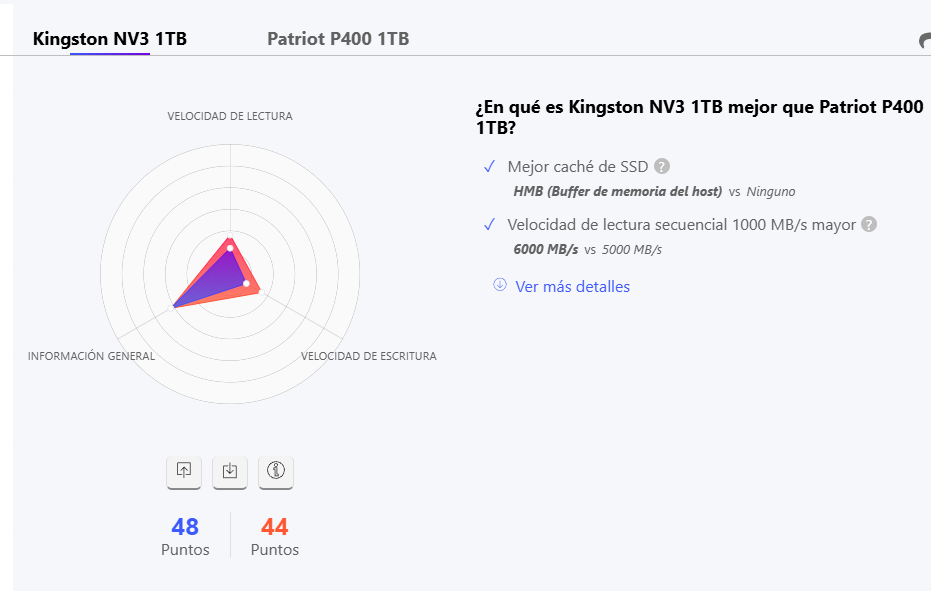 Kingston NV3 1TB
Patriot P400 1TB
VELOCIDAD DE LECTURA
INFORMACIÓN GENERAL
VELOCIDAD DE ESCRITURA
48
Puntos
44
Puntos
¿En qué es Kingston NV3 1TB mejor que Patriot P400
1TB?
Mejor caché de SSD ?
HMB (Buffer de memoria del host) vs Ninguno
Velocidad de lectura secuencial 1000 MB/s mayor ?
6000 MB/s vs 5000 MB/s
Ver más detalles